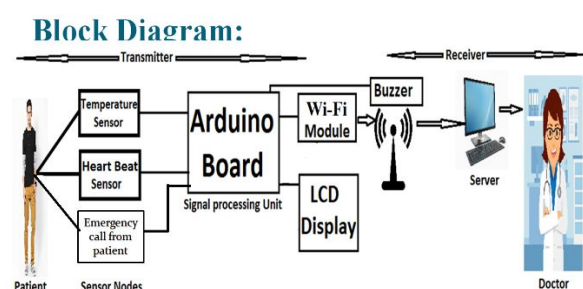 Block Diagram:
Transmitter
Receiver
Temperature
Sensor
Heart Beat
Sensor
Emergency
call from
patient
Arduino
Board
Signal processing Unit
Wi-Fi
Module
Buzzer
LCD
Display
Server
Patient
Sensor Nodes
Doctor